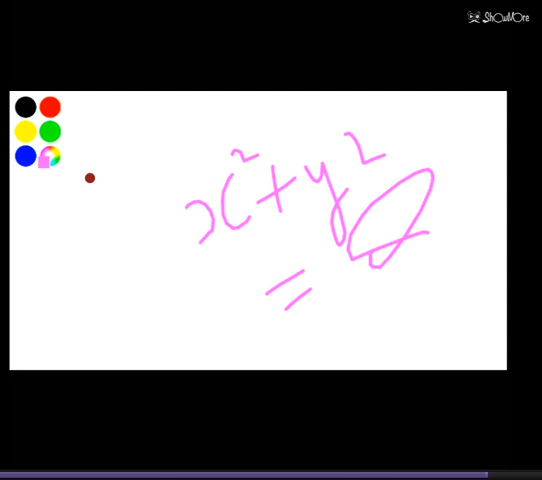 ShowMore
x² + y²
=